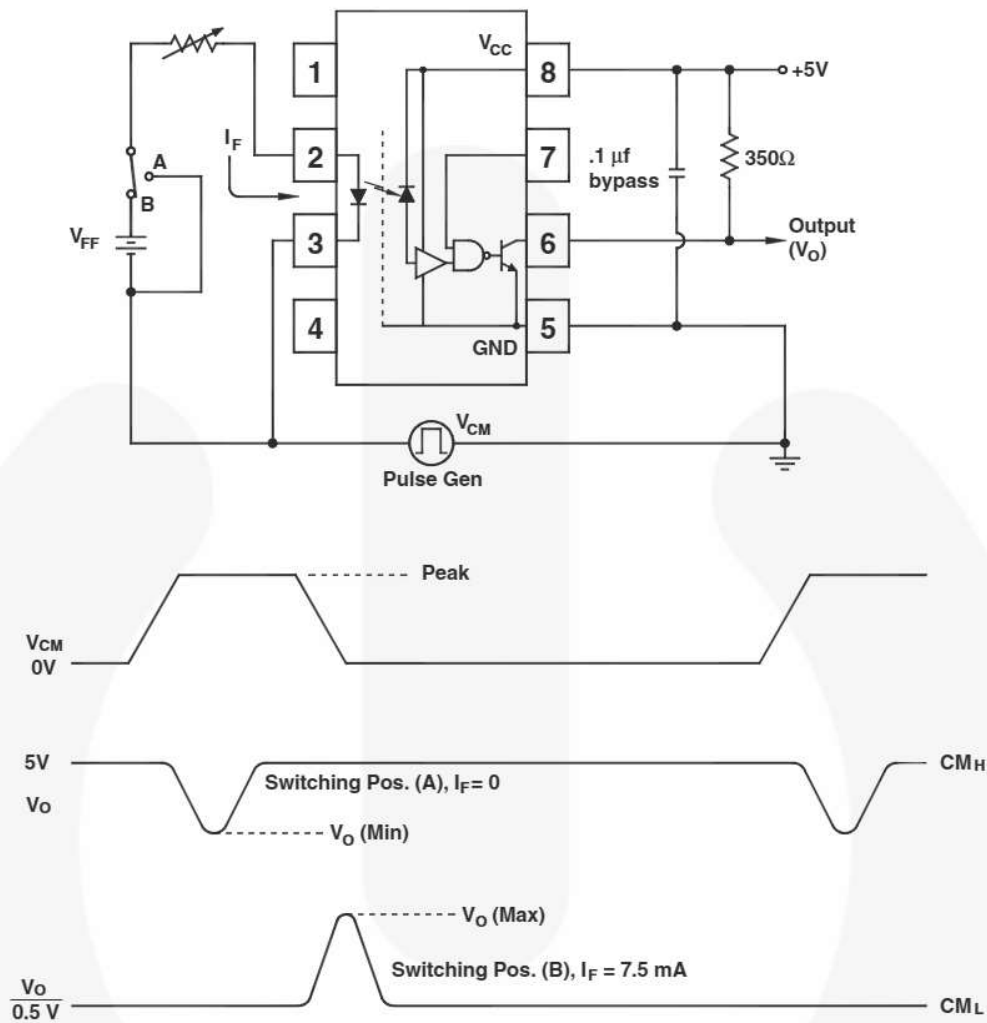 V_CC
1
8
+5V
I_F
A
2
7
.1 µf
bypass
350Ω
B
V_FF
3
6
Output
(V_O)
4
5
GND
V_CM
Pulse Gen
Peak
V_CM
0V
5V
Switching Pos. (A), I_F = 0
CM_H
V_O
V_O (Min)
V_O (Max)
Switching Pos. (B), I_F = 7.5 mA
V_O
0.5 V
CM_L